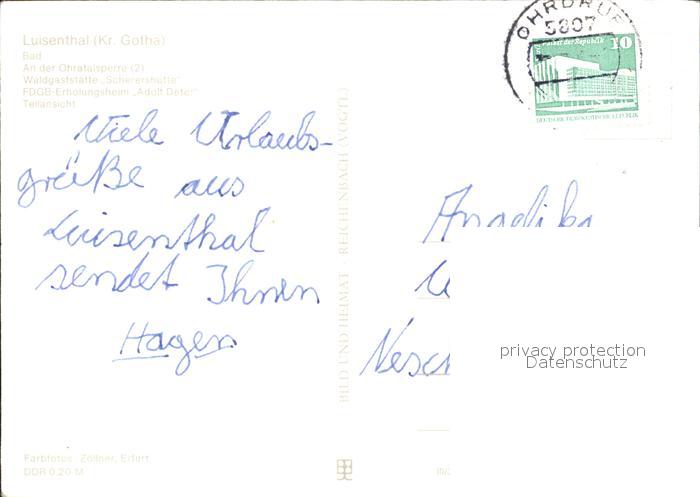 Luisenthal (Kr. Gotha)
Bad
An der Ohratalsperre (2)
Waldgaststätte „Scherershütte"
FDGB-Erholungsheim „Adolf Deter"
Teilansicht
Viele Urlaubs-
grüße aus
Luisenthal
sendet Ihnen
Hagen
Farbfotos: Zöllner, Erfurt
DDR 0,20 M
BILD UND HEIMAT REICHENBACH (VOGTL)
OHRDRUF
5807
Palast der Republik 10
DEUTSCHE DEMOKRATISCHE REPUBLIK
privacy protection
Datenschutz